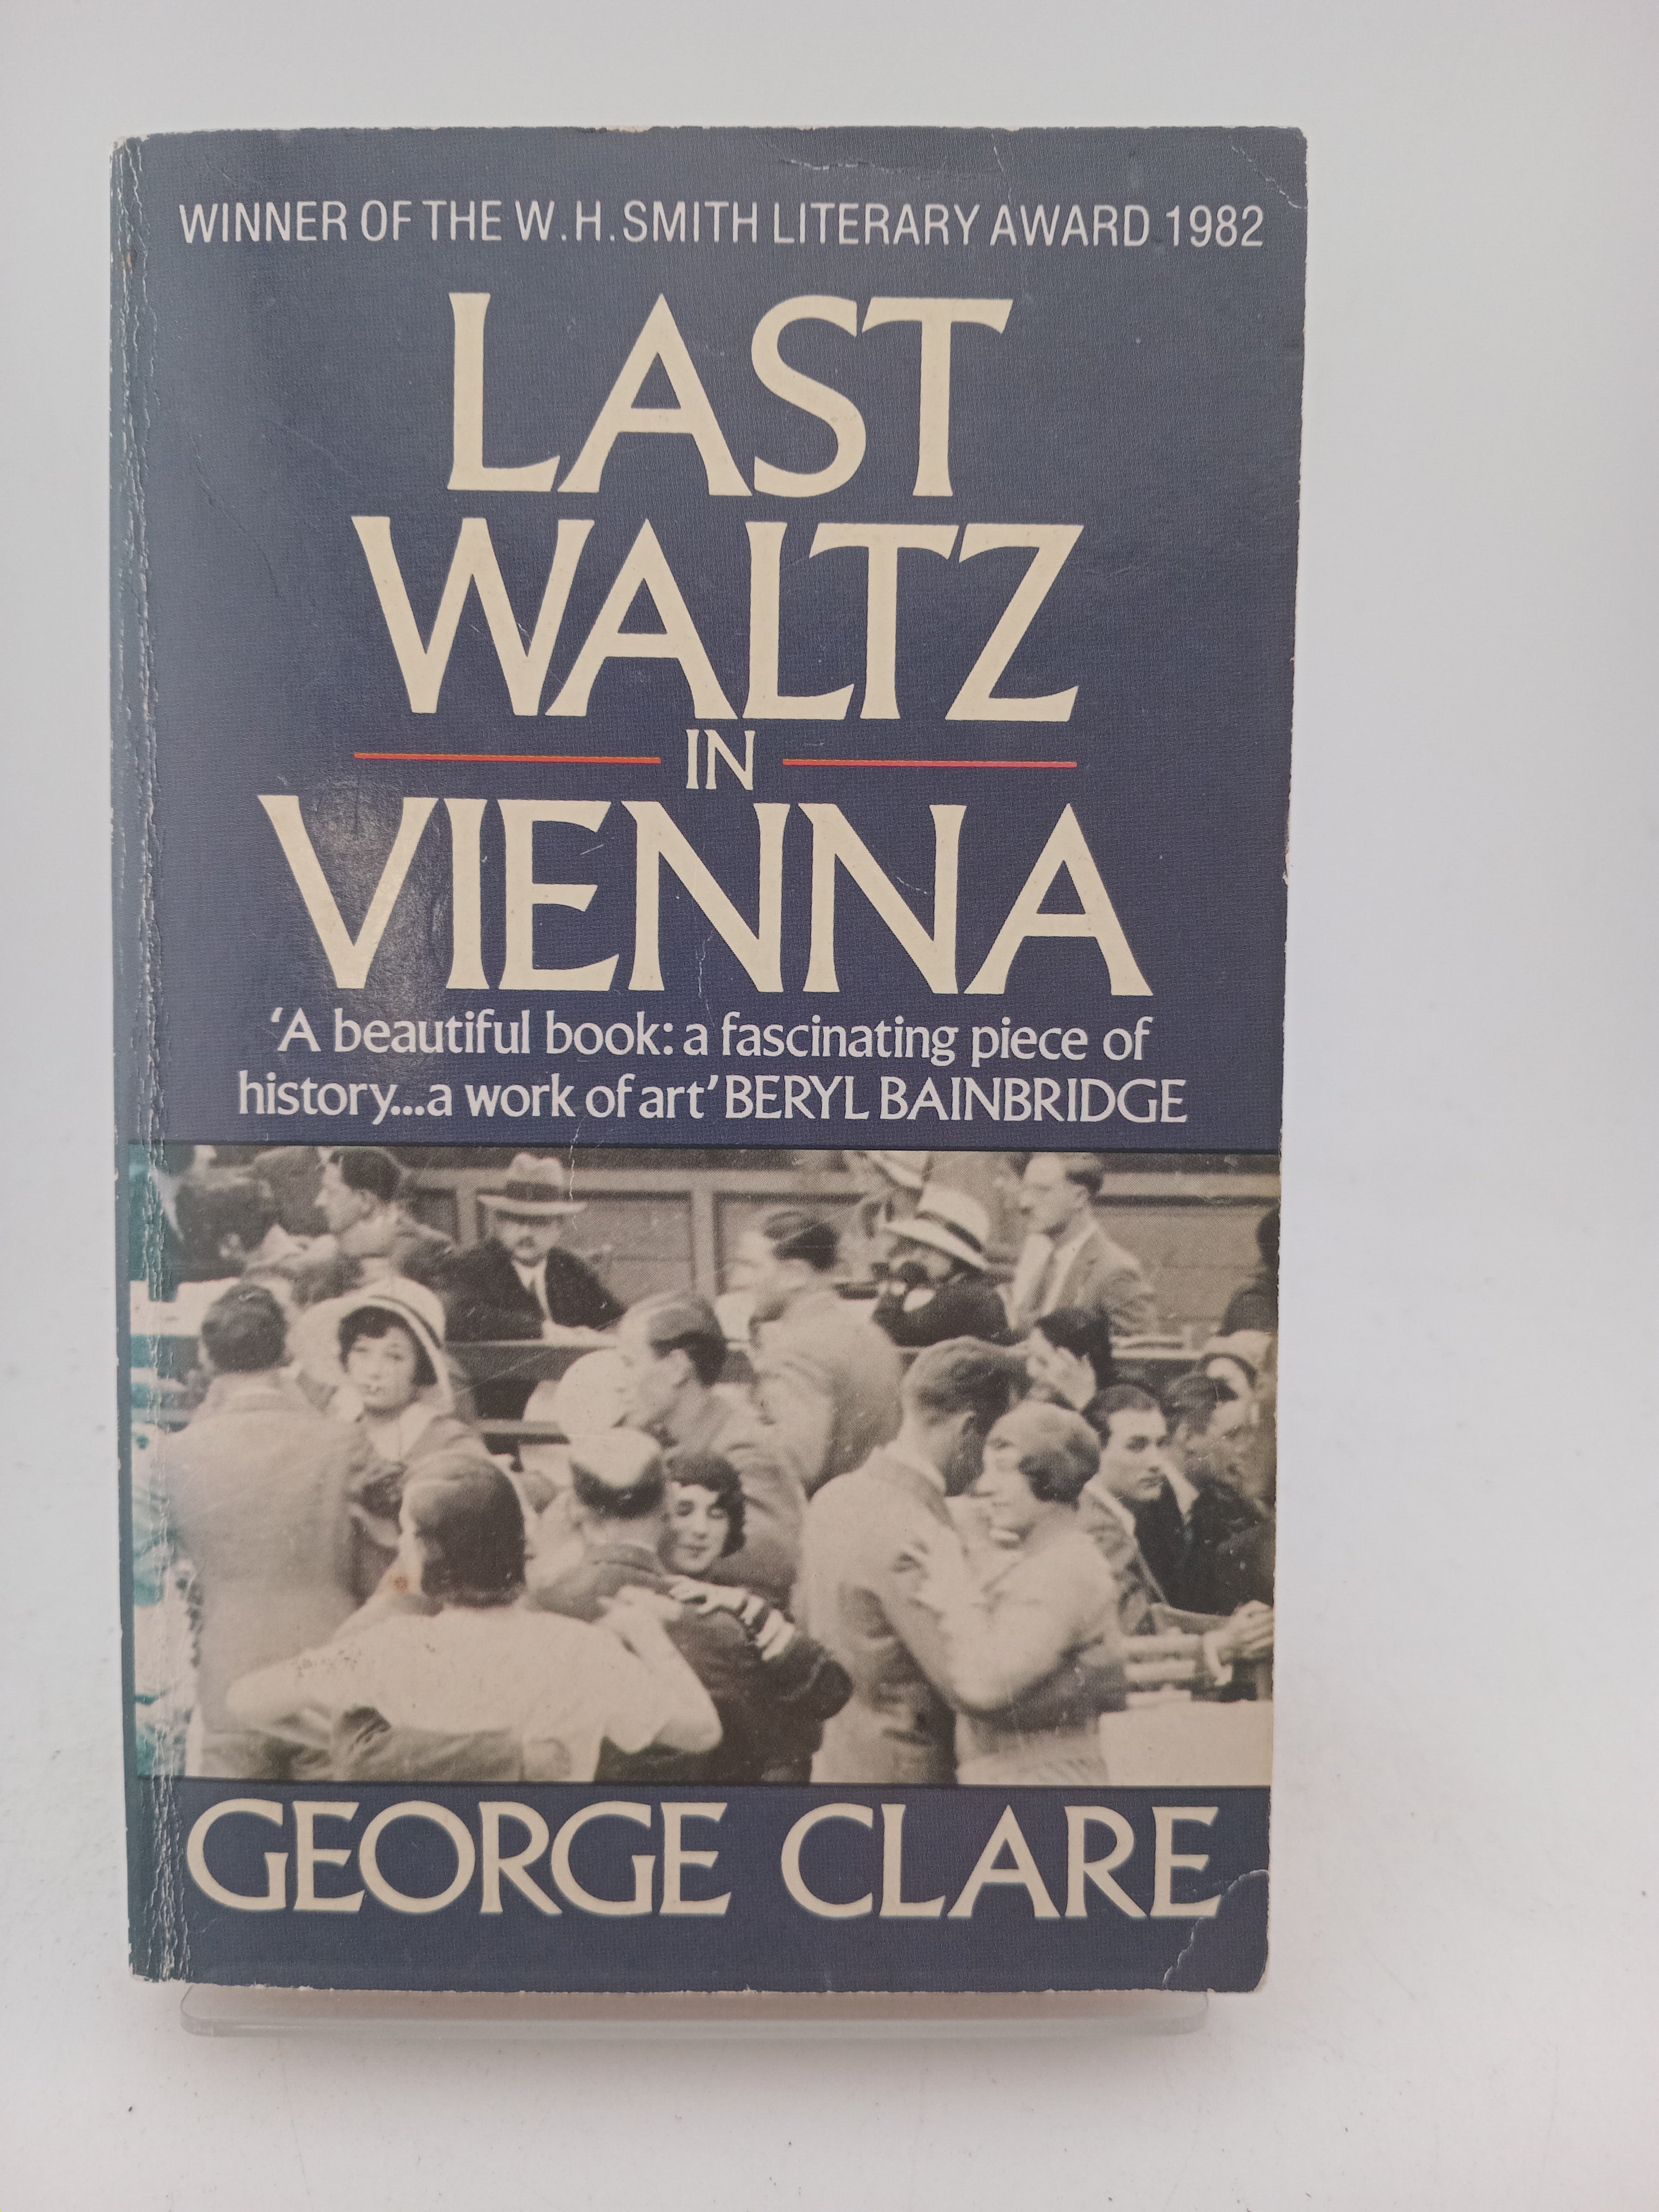 WINNER OF THE W.H.SMITH LITERARY AWARD 1982
LAST
WALTZ
IN
VIENNA
‘A beautiful book: a fascinating piece of
history...a work of art’ BERYL BAINBRIDGE
GEORGE CLARE